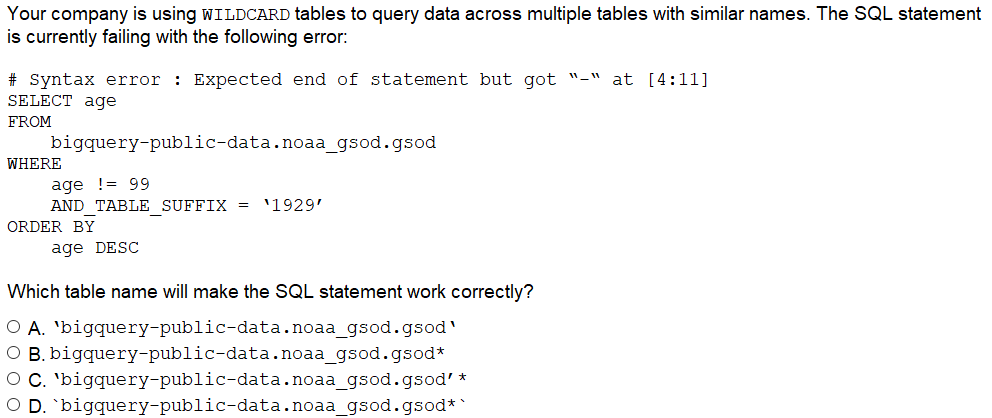 Your company is using WILDCARD tables to query data across multiple tables with similar names. The SQL statement
is currently failing with the following error:
# Syntax error : Expected end of statement but got “-“ at [4:11]
SELECT age
FROM
bigquery-public-data.noaa_gsod.gsod
WHERE
age != 99
AND_TABLE_SUFFIX = ‘1929’
ORDER BY
age DESC
Which table name will make the SQL statement work correctly?
A. ‘bigquery-public-data.noaa_gsod.gsod‘
B. bigquery-public-data.noaa_gsod.gsod*
C. ‘bigquery-public-data.noaa_gsod.gsod’*
D. `bigquery-public-data.noaa_gsod.gsod*`